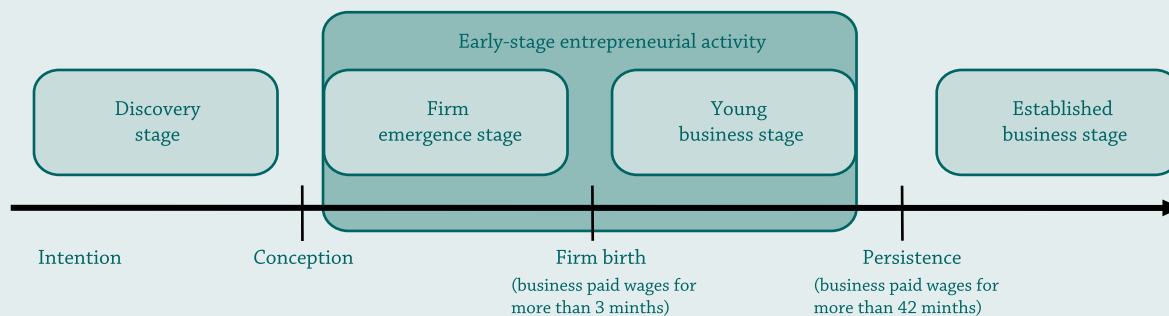 Early-stage entrepreneurial activity
Discovery
stage
Firm
emergence stage
Young
business stage
Established
business stage
Intention
Conception
Firm birth
(business paid wages for
more than 3 minths)
Persistence
(business paid wages for
more than 42 minths)